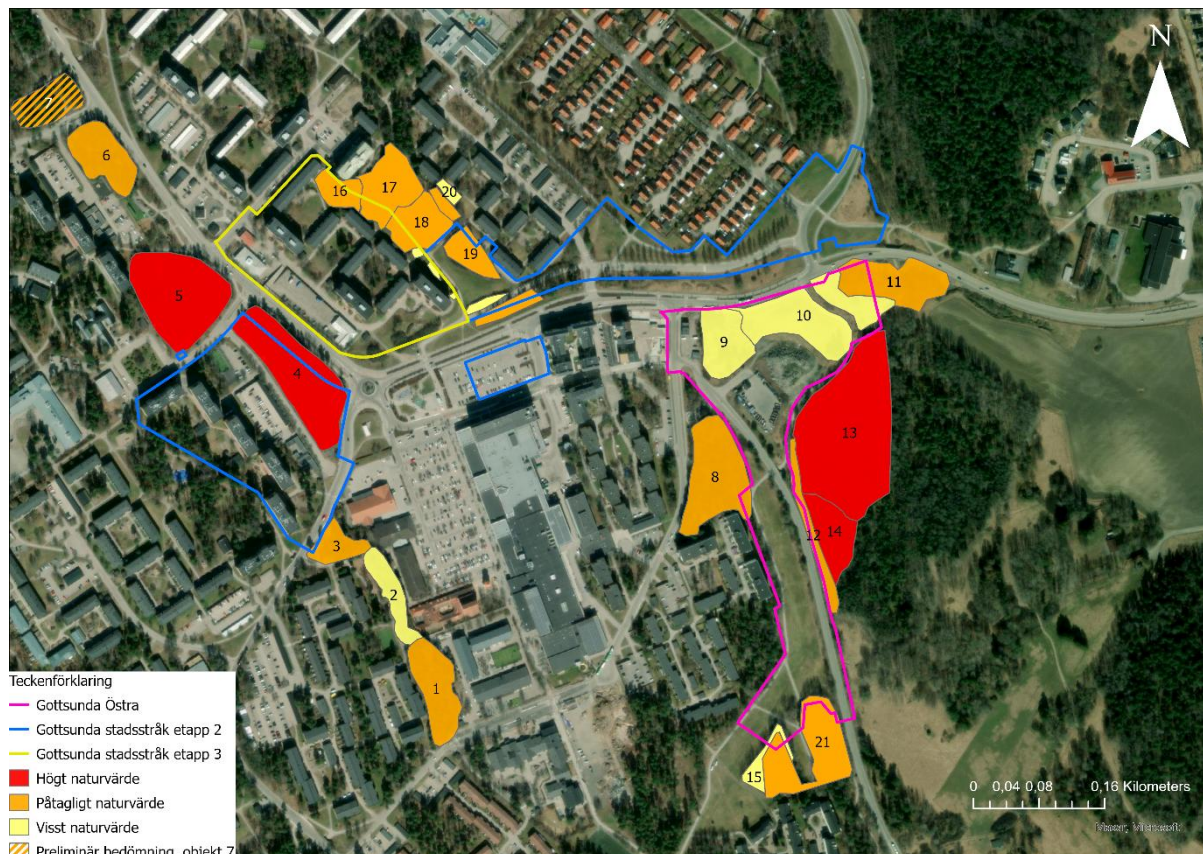 N
7
6
5
4
3
2
1
16
17
18
20
19
11
10
9
8
13
14
12
21
15
Teckenförklaring
Gottsunda Östra
Gottsunda stadsstråk etapp 2
Gottsunda stadsstråk etapp 3
Högt naturvärde
Påtagligt naturvärde
Visst naturvärde
Preliminär bedömning, objekt 7
0 0,04 0,08 0,16 Kilometers